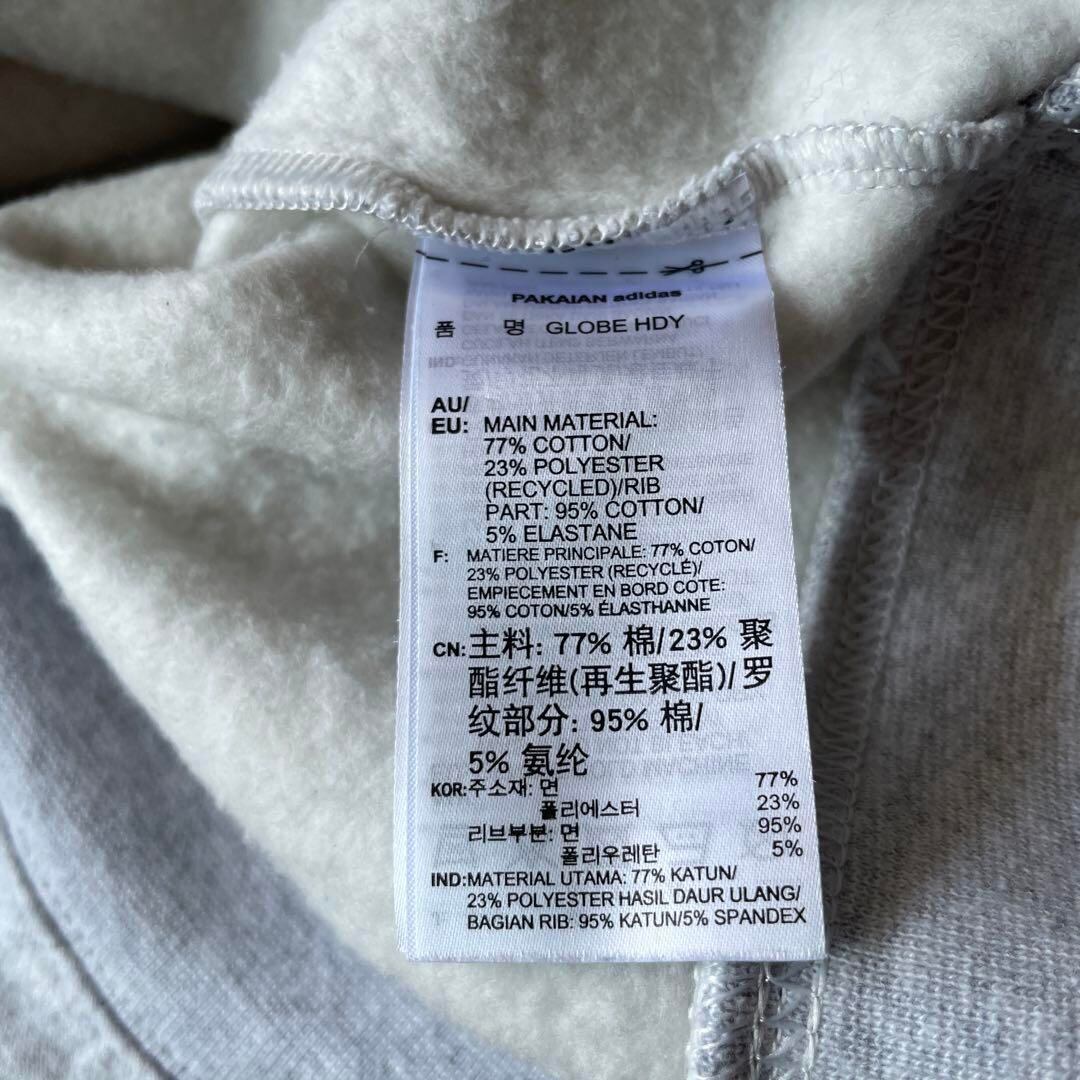 PAKAIAN adidas
품 명 GLOBE HDY
AU/
EU: MAIN MATERIAL:
77% COTTON/
23% POLYESTER
(RECYCLED)/RIB
PART: 95% COTTON/
5% ELASTANE
F: MATIERE PRINCIPALE: 77% COTON/
23% POLYESTER (RECYCLÉ)/
EMPIECEMENT EN BORD COTE:
95% COTON/5% ÉLASTHANNE
CN: 主料: 77% 棉/23% 聚
酯纤维(再生聚酯)/罗
纹部分: 95% 棉/
5% 氨纶
KOR: 주소재: 면 77%
폴리에스터 23%
리브부분: 면 95%
폴리우레탄 5%
IND: MATERIAL UTAMA: 77% KATUN/
23% POLYESTER HASIL DAUR ULANG/
BAGIAN RIB: 95% KATUN/5% SPANDEX